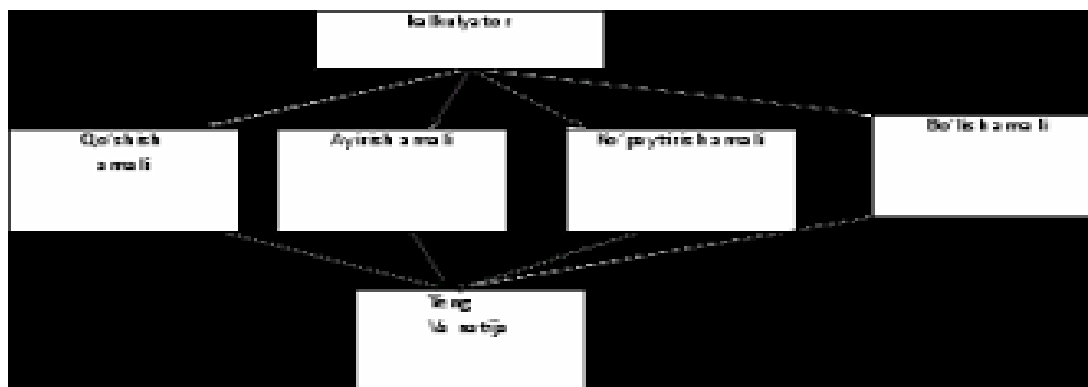 kalkulyator
Qo'shish
amali
Ayirish amali
Ko'paytirish amali
Bo'lish amali
Teng
Va natija